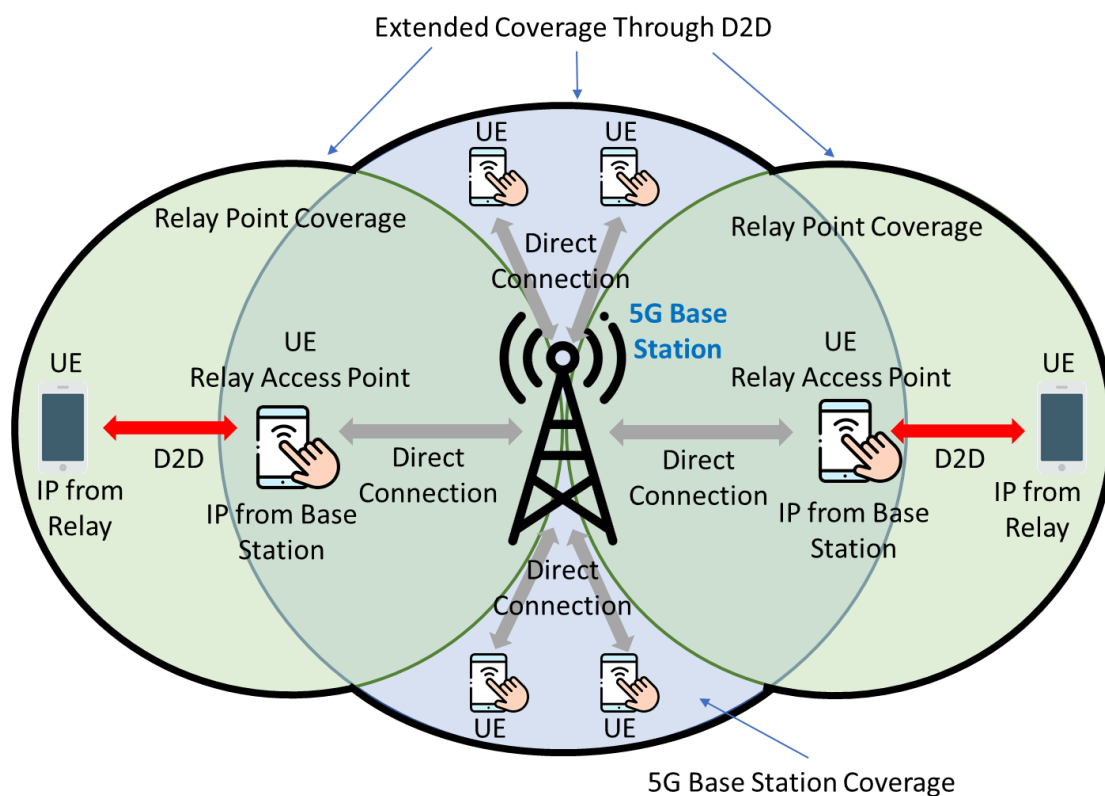 Extended Coverage Through D2D
UE
UE
Relay Point Coverage
Relay Point Coverage
Direct
Connection
5G Base
Station
UE
Relay Access Point
UE
Relay Access Point
UE
UE
D2D
Direct
Connection
Direct
Connection
D2D
IP from
Relay
IP from Base
Station
IP from Base
Station
IP from
Relay
Direct
Connection
UE
UE
5G Base Station Coverage